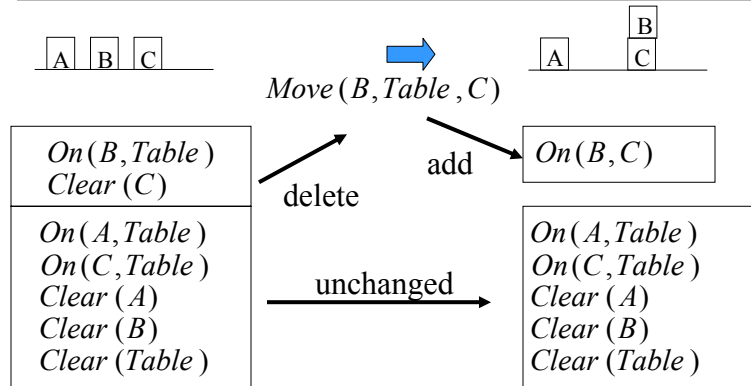 A B C
B
A C
Move(B,Table,C)
On(B,Table)
Clear(C)
delete
add
On(B,C)
On(A,Table)
On(C,Table)
Clear(A)
Clear(B)
Clear(Table)
unchanged
On(A,Table)
On(C,Table)
Clear(A)
Clear(B)
Clear(Table)